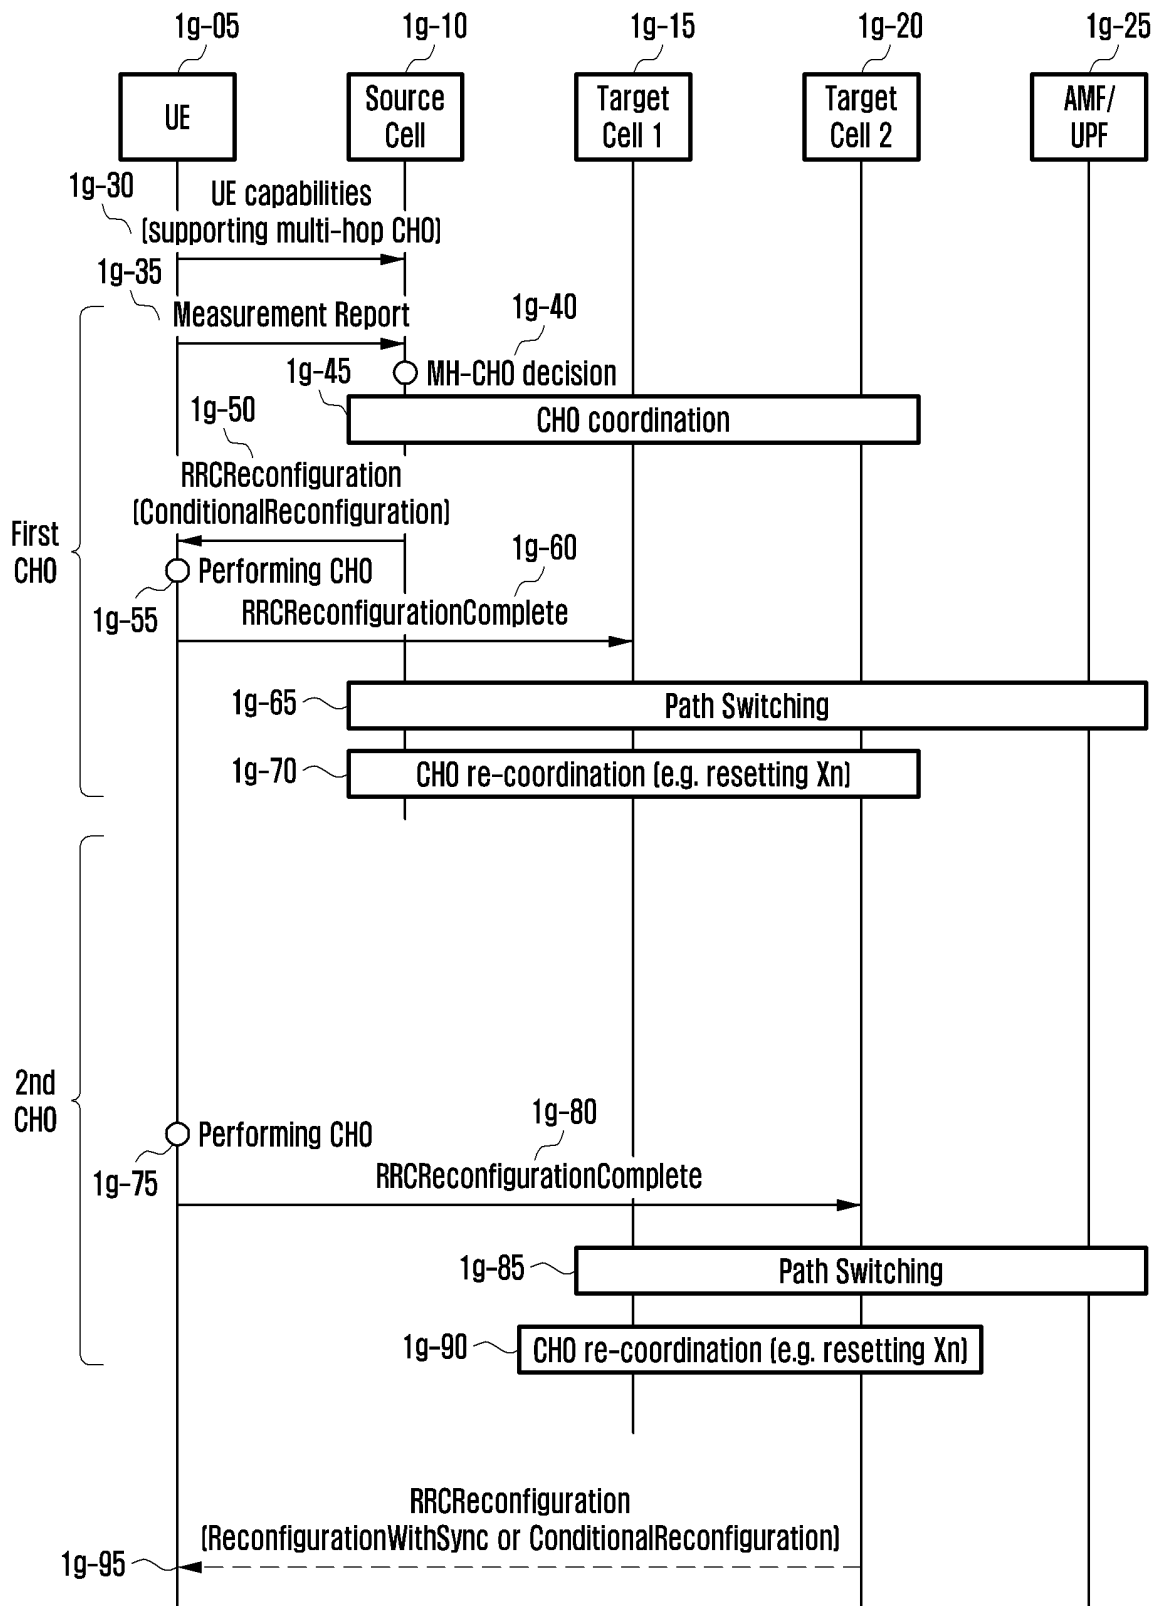 1g-05
1g-10
1g-15
1g-20
1g-25
UE
Source
Cell
Target
Cell 1
Target
Cell 2
AMF/
UPF
1g-30
UE capabilities
(supporting multi-hop CHO)
1g-35
Measurement Report
1g-40
MH-CHO decision
1g-45
CHO coordination
1g-50
RRCReconfiguration
(ConditionalReconfiguration)
First
CHO
Performing CHO
1g-55
1g-60
RRCReconfigurationComplete
1g-65
Path Switching
1g-70
CHO re-coordination (e.g. resetting Xn)
2nd
CHO
Performing CHO
1g-75
1g-80
RRCReconfigurationComplete
1g-85
Path Switching
1g-90
CHO re-coordination (e.g. resetting Xn)
RRCReconfiguration
(ReconfigurationWithSync or ConditionalReconfiguration)
1g-95